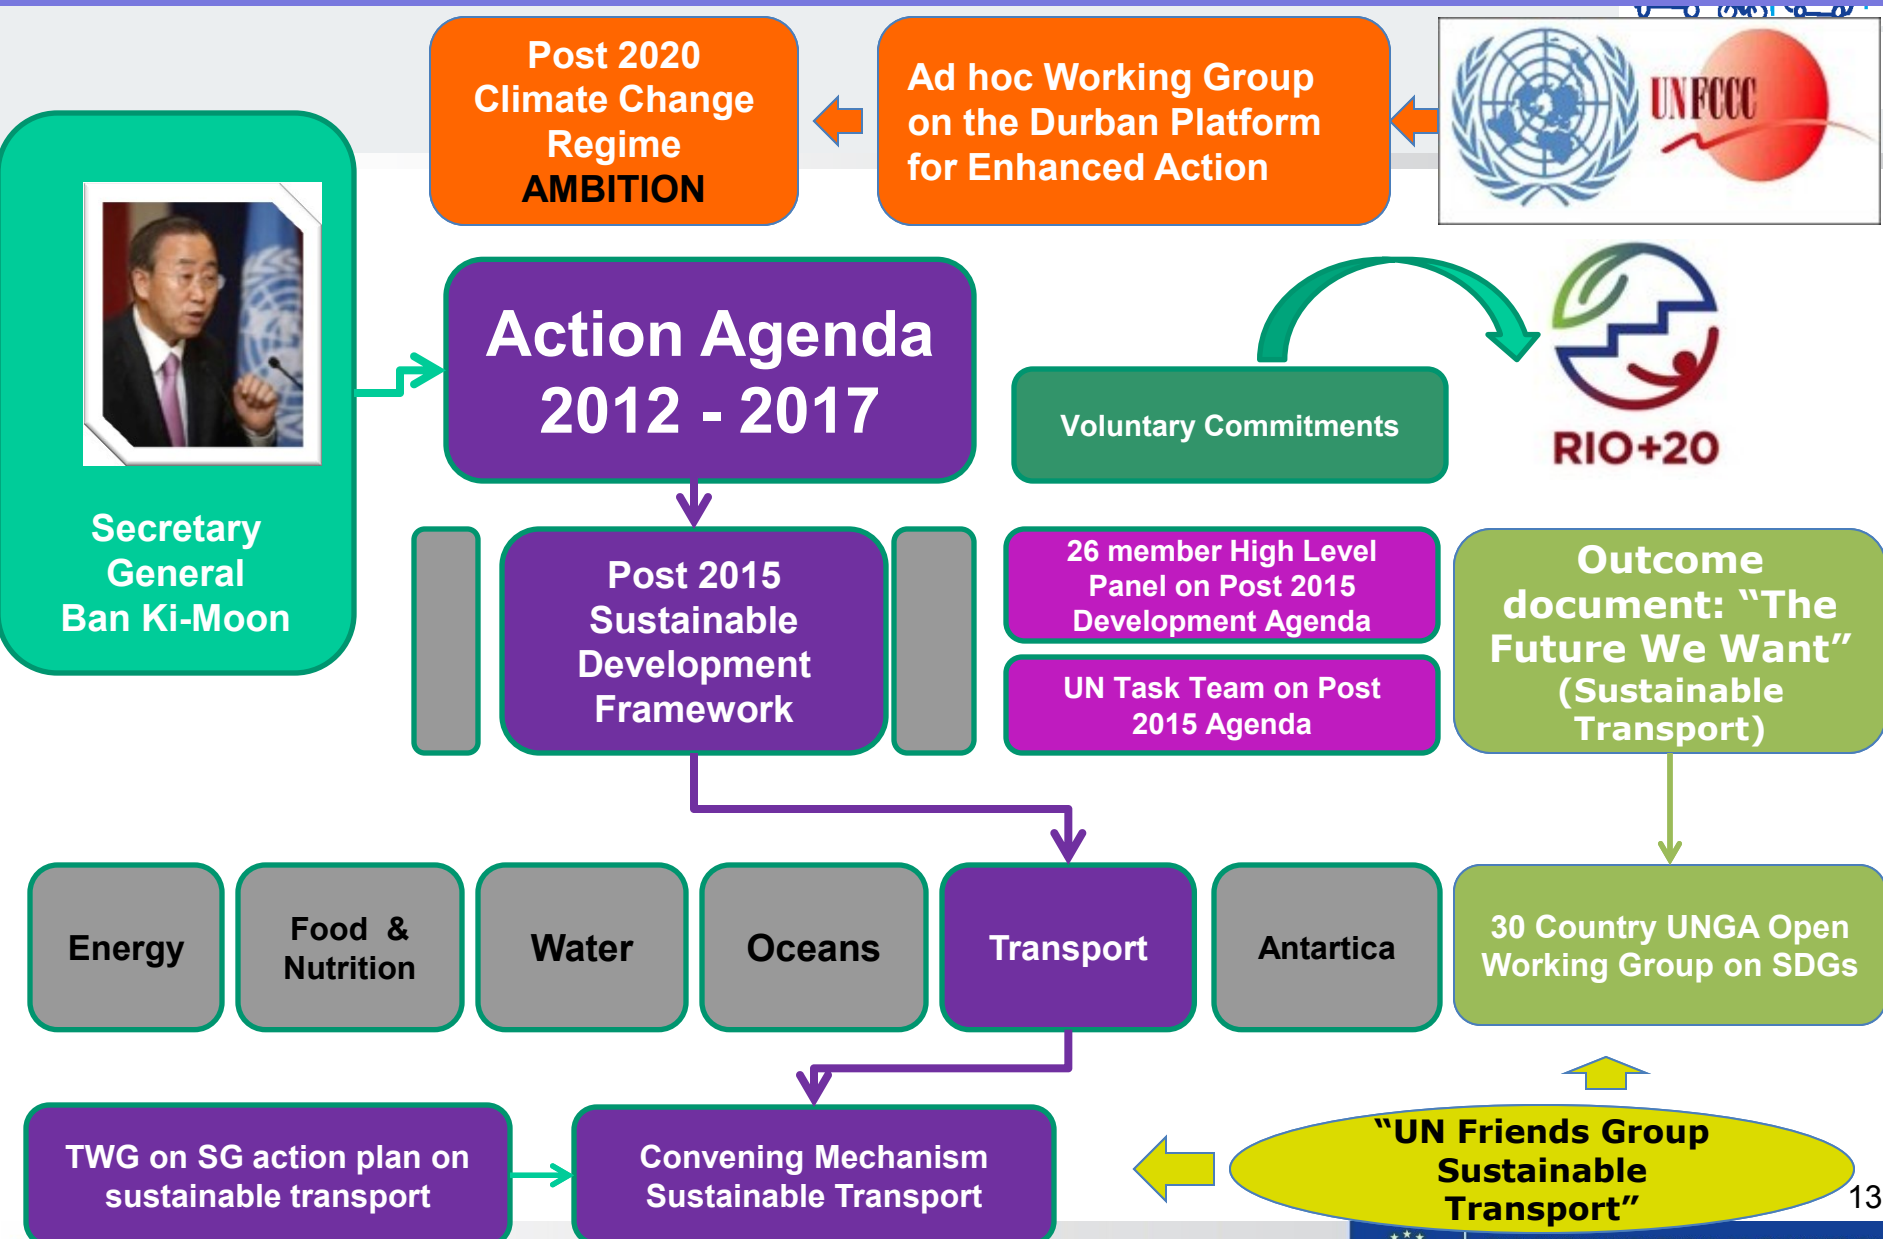 Post 2020
Climate Change
Regime
AMBITION
Ad hoc Working Group
on the Durban Platform
for Enhanced Action
UNFCCC
Secretary
General
Ban Ki-Moon
Action Agenda
2012 - 2017
Voluntary Commitments
RIO+20
Post 2015
Sustainable
Development
Framework
26 member High Level
Panel on Post 2015
Development Agenda
UN Task Team on Post
2015 Agenda
Outcome
document: “The
Future We Want”
(Sustainable
Transport)
Energy
Food &
Nutrition
Water
Oceans
Transport
Antartica
30 Country UNGA Open
Working Group on SDGs
TWG on SG action plan on
sustainable transport
Convening Mechanism
Sustainable Transport
“UN Friends Group
Sustainable
Transport”
13